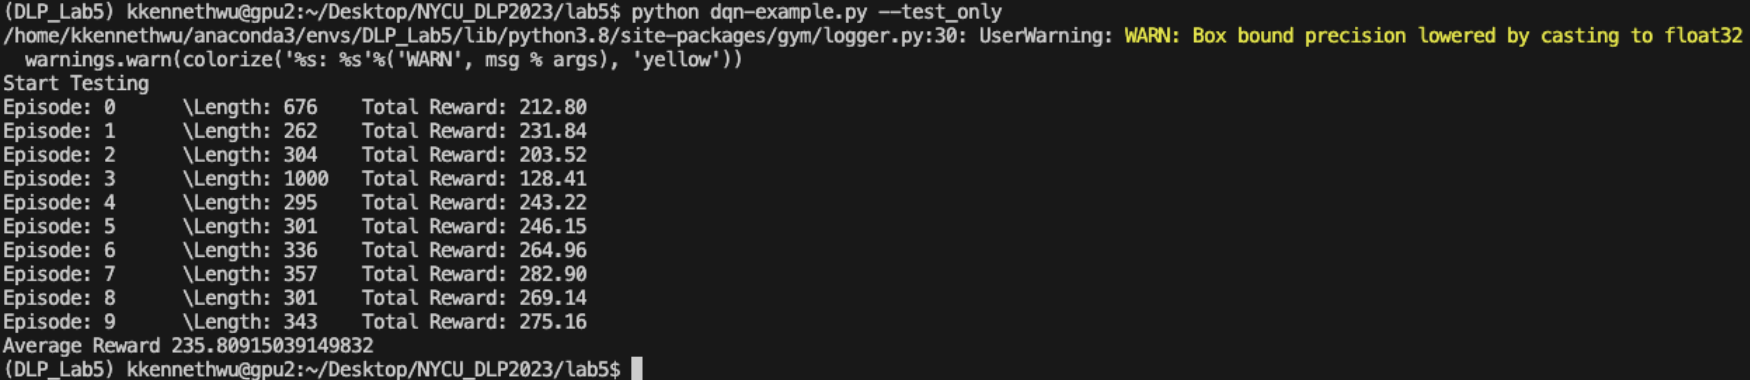 (DLP_Lab5) kkennethwu@gpu2:~/Desktop/NYCU_DLP2023/lab5$ python dqn-example.py --test_only
/home/kkennethwu/anaconda3/envs/DLP_Lab5/lib/python3.8/site-packages/gym/logger.py:30: UserWarning: WARN: Box bound precision lowered by casting to float32
  warnings.warn(colorize('%s: %s'%('WARN', msg % args), 'yellow'))
Start Testing
Episode: 0      \Length: 676    Total Reward: 212.80
Episode: 1      \Length: 262    Total Reward: 231.84
Episode: 2      \Length: 304    Total Reward: 203.52
Episode: 3      \Length: 1000   Total Reward: 128.41
Episode: 4      \Length: 295    Total Reward: 243.22
Episode: 5      \Length: 301    Total Reward: 246.15
Episode: 6      \Length: 336    Total Reward: 264.96
Episode: 7      \Length: 357    Total Reward: 282.90
Episode: 8      \Length: 301    Total Reward: 269.14
Episode: 9      \Length: 343    Total Reward: 275.16
Average Reward 235.80915039149832
(DLP_Lab5) kkennethwu@gpu2:~/Desktop/NYCU_DLP2023/lab5$